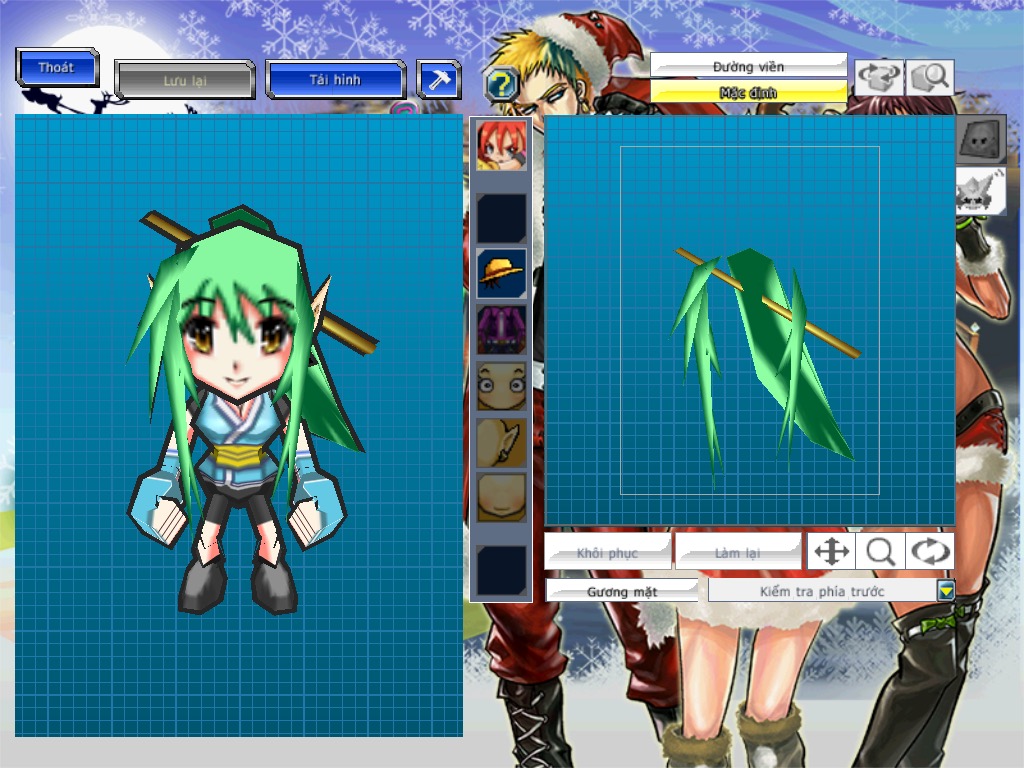 Thoát
Lưu lại
Tải hình
?
Đường viền
Mặc định
Khôi phục
Làm lại
Gương mặt
Kiểm tra phía trước